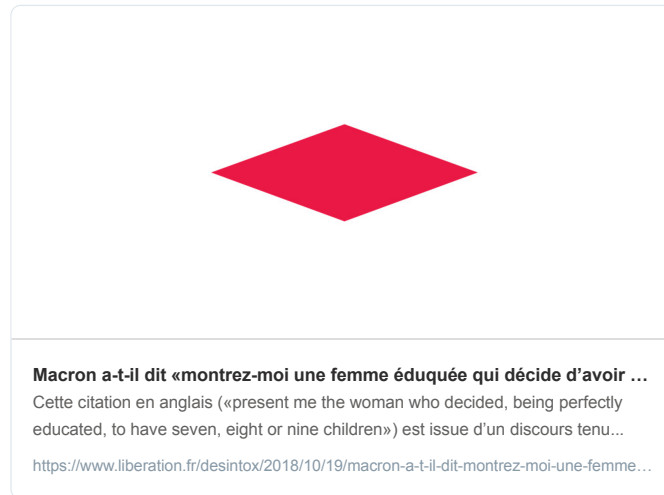 Macron a-t-il dit «montrez-moi une femme éduquée qui décide d’avoir …
Cette citation en anglais («present me the woman who decided, being perfectly
educated, to have seven, eight or nine children») est issue d’un discours tenu...
https://www.liberation.fr/desintox/2018/10/19/macron-a-t-il-dit-montrez-moi-une-femme…